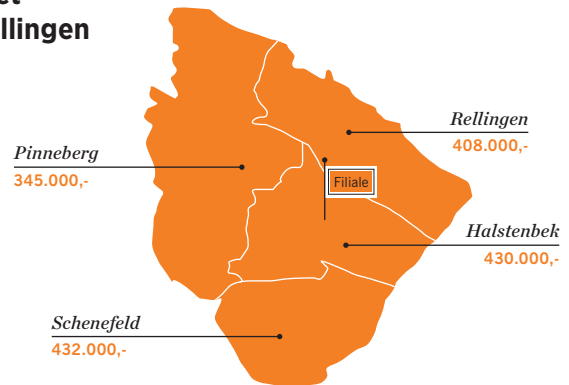 llingen
Rellingen
408.000,-
Pinneberg
345.000,-
Filiale
Halstenbek
430.000,-
Schenefeld
432.000,-